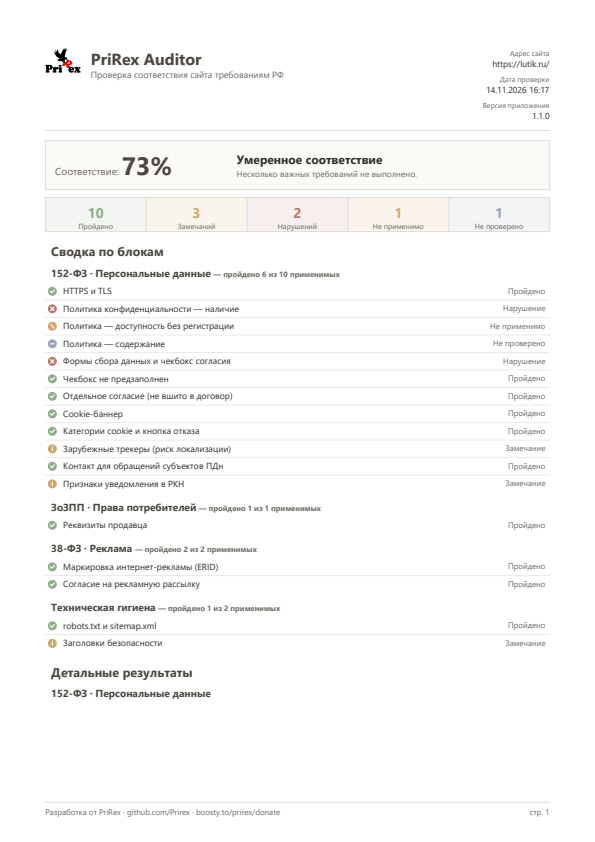 PriRex
PriRex Auditor
Проверка соответствия сайта требованиям РФ
Адрес сайта
https://lutik.ru/
Дата проверки
14.11.2026 16:17
Версия приложения
1.1.0
Соответствие: 73%
Умеренное соответствие
Несколько важных требований не выполнено.
10
Пройдено
3
Замечаний
2
Нарушений
1
Не применимо
1
Не проверено
Сводка по блокам
152-ФЗ · Персональные данные — пройдено 6 из 10 применимых
HTTPS и TLS Пройдено
Политика конфиденциальности — наличие Нарушение
Политика — доступность без регистрации Не применимо
Политика — содержание Не проверено
Формы сбора данных и чекбокс согласия Нарушение
Чекбокс не предзаполнен Пройдено
Отдельное согласие (не вшито в договор) Пройдено
Cookie-баннер Пройдено
Категории cookie и кнопка отказа Пройдено
Зарубежные трекеры (риск локализации) Замечание
Контакт для обращений субъектов ПДн Пройдено
Признаки уведомления в РКН Замечание
ЗоЗПП · Права потребителей — пройдено 1 из 1 применимых
Реквизиты продавца Пройдено
38-ФЗ · Реклама — пройдено 2 из 2 применимых
Маркировка интернет-рекламы (ERID) Пройдено
Согласие на рекламную рассылку Пройдено
Техническая гигиена — пройдено 1 из 2 применимых
robots.txt и sitemap.xml Пройдено
Заголовки безопасности Замечание
Детальные результаты
152-ФЗ · Персональные данные
Разработка от PriRex · github.com/Prirex · boosty.to/prirex/donate стр. 1